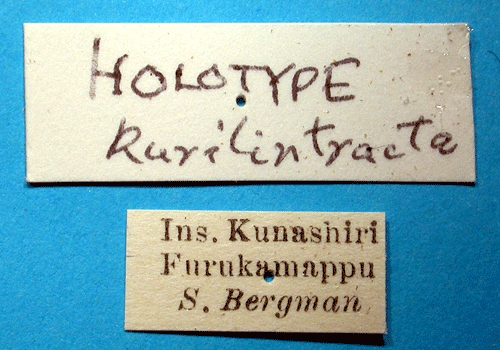 HOLOTYPE
Kurilintracta
Ins. Kunashiri
Furukamappu
S. Bergman